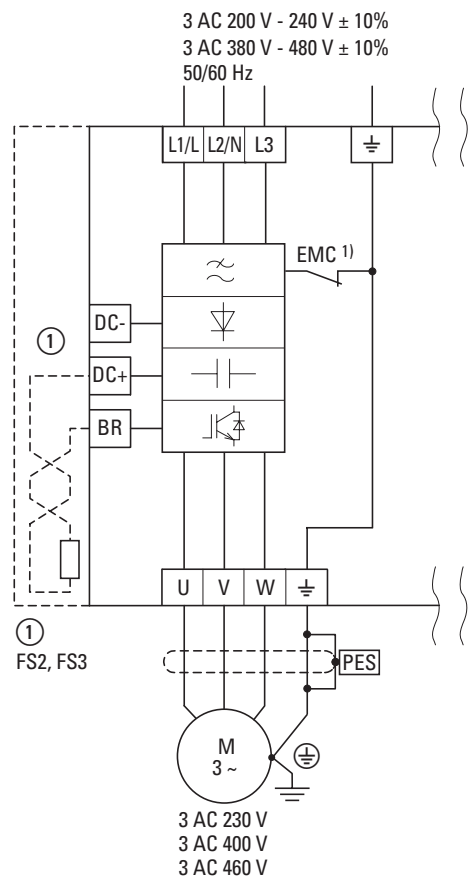 3 AC 200 V - 240 V ± 10%
3 AC 380 V - 480 V ± 10%
50/60 Hz
L1/L L2/N L3
EMC 1)
DC-
①
DC+
BR
U V W
①
FS2, FS3
PES
M
3 ~
3 AC 230 V
3 AC 400 V
3 AC 460 V